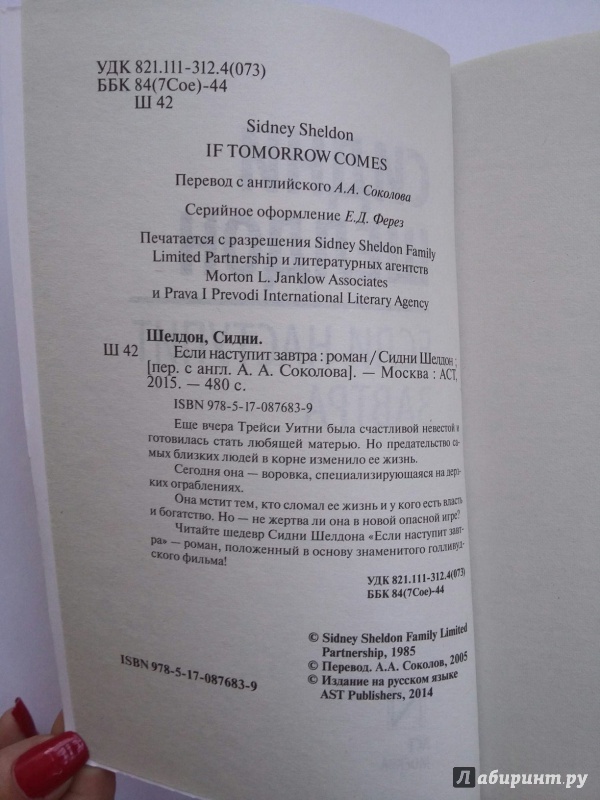 УДК 821.111-312.4(073)
ББК 84(7Сое)-44
Ш 42
Sidney Sheldon
IF TOMORROW COMES
Перевод с английского А.А. Соколова
Серийное оформление Е.Д. Ферез
Печатается с разрешения Sidney Sheldon Family
Limited Partnership и литературных агентств
Morton L. Janklow Associates
и Prava I Prevodi International Literary Agency
Шелдон, Сидни.
Ш 42 Если наступит завтра : роман / Сидни Шелдон ;
[пер. с англ. А. А. Соколова]. — Москва : АСТ,
2015. — 480 с.
ISBN 978-5-17-087683-9
Еще вчера Трейси Уитни была счастливой невестой и
готовилась стать любящей матерью. Но предательство са-
мых близких людей в корне изменило ее жизнь.
Сегодня она — воровка, специализирующаяся на дерз-
ких ограблениях.
Она мстит тем, кто сломал ее жизнь и у кого есть власть
и богатство. Но — не жертва ли она в новой опасной игре?
Читайте шедевр Сидни Шелдона «Если наступит завт-
ра» — роман, положенный в основу знаменитого голливуд-
ского фильма!
УДК 821.111-312.4(073)
ББК 84(7Сое)-44
© Sidney Sheldon Family Limited
Partnership, 1985
© Перевод. А.А. Соколов, 2005
© Издание на русском языке
AST Publishers, 2014
ISBN 978-5-17-087683-9
Лабиринт.ру